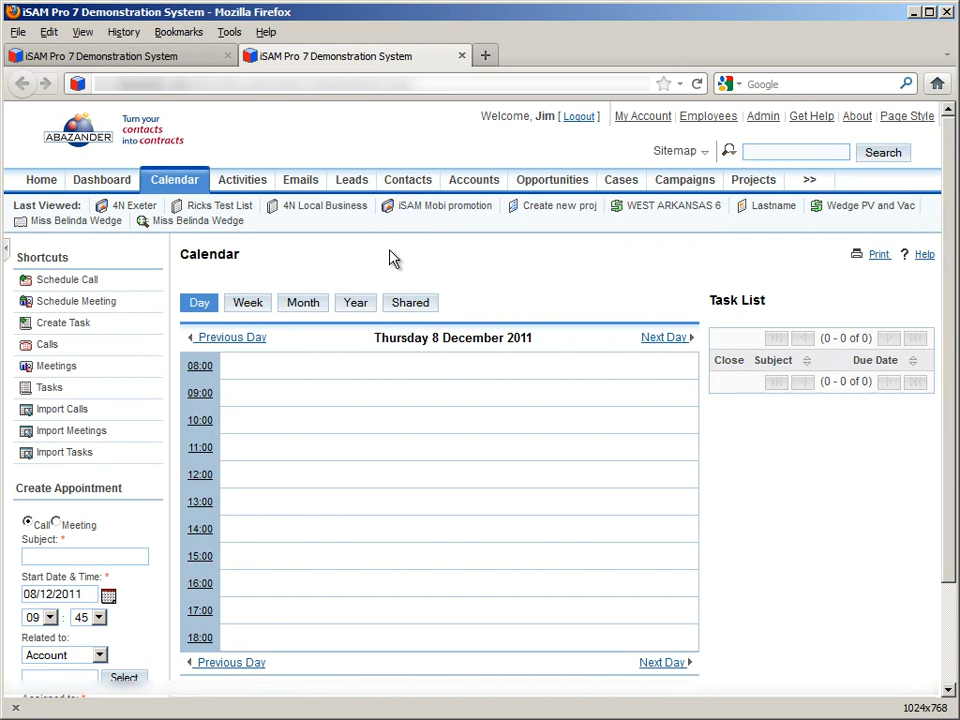 iSAM Pro 7 Demonstration System - Mozilla Firefox
File Edit View History Bookmarks Tools Help
iSAM Pro 7 Demonstration System iSAM Pro 7 Demonstration System
Google
ABAZANDER
Turn your
contacts
into contracts
Welcome, Jim [ Logout ] My Account Employees Admin Get Help About Page Style
Sitemap Search
Home Dashboard Calendar Activities Emails Leads Contacts Accounts Opportunities Cases Campaigns Projects >>
Last Viewed: 4N Exeter Ricks Test List 4N Local Business iSAM Mobi promotion Create new proj WEST ARKANSAS 6 Lastname Wedge PV and Vac
Miss Belinda Wedge Miss Belinda Wedge
Shortcuts
Schedule Call
Schedule Meeting
Create Task
Calls
Meetings
Tasks
Import Calls
Import Meetings
Import Tasks
Create Appointment
Call Meeting
Subject: *
Start Date & Time: *
08/12/2011
09 : 45
Related to:
Account
Select
Calendar
Print ? Help
Day Week Month Year Shared
Previous Day Thursday 8 December 2011 Next Day
08:00
09:00
10:00
11:00
12:00
13:00
14:00
15:00
16:00
17:00
18:00
Previous Day Next Day
Task List
(0 - 0 of 0)
Close Subject Due Date
(0 - 0 of 0)
1024x768